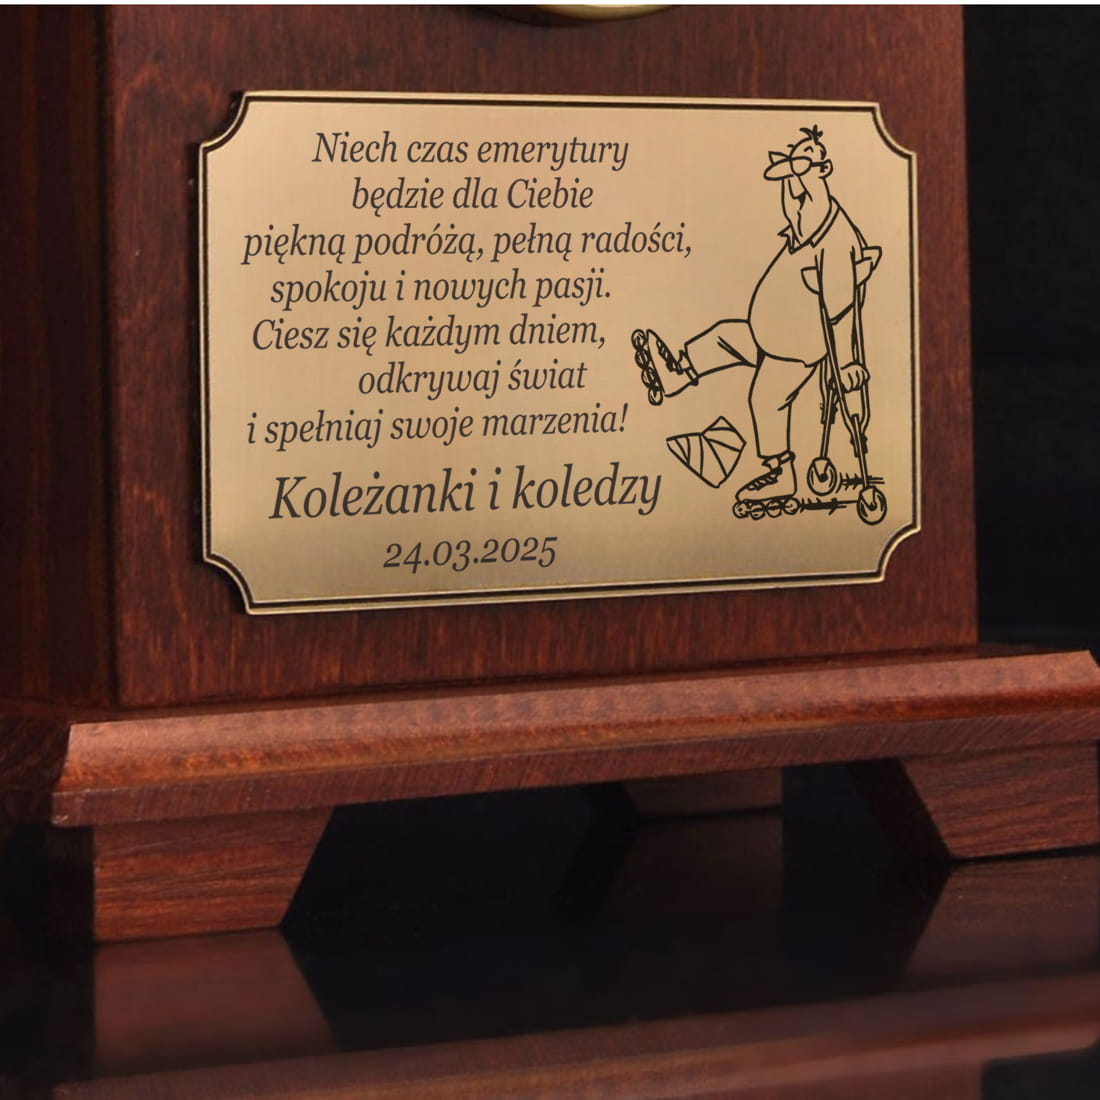 Niech czas emerytury
będzie dla Ciebie
piękną podróżą, pełną radości,
spokoju i nowych pasji.
Ciesz się każdym dniem,
odkrywaj świat
i spełniaj swoje marzenia!
Koleżanki i koledzy
24.03.2025